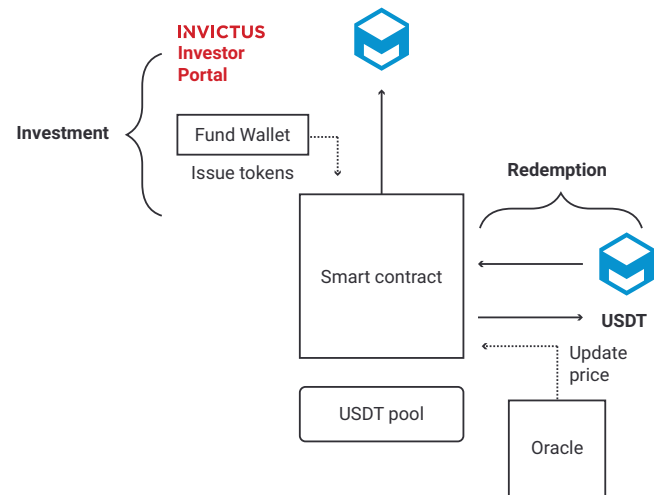 INVICTUS
Investor
Portal
Investment
Fund Wallet
Issue tokens
Redemption
Smart contract
USDT
Update
price
USDT pool
Oracle